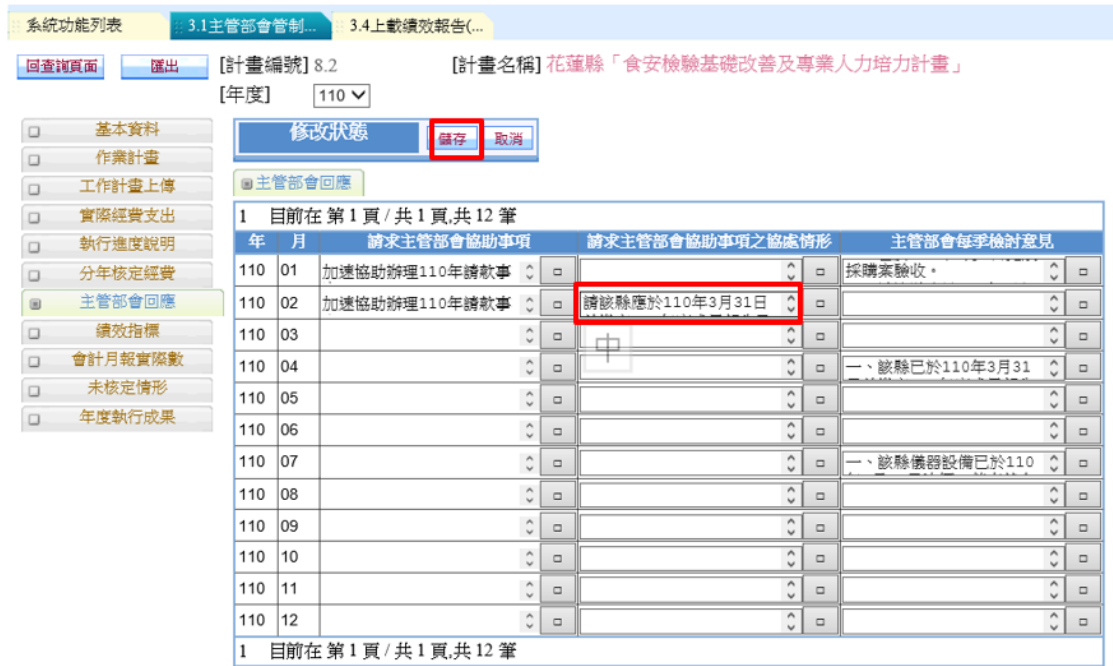 系統功能列表 3.1主管部會管制... 3.4上載績效報告(...
回查詢頁面 匯出 [計畫編號] 8.2 [計畫名稱] 花蓮縣「食安檢驗基礎改善及專業人力培力計畫」
[年度] 110
修改狀態 儲存 取消
基本資料
作業計畫
工作計畫上傳
實際經費支出
執行進度說明
分年核定經費
主管部會回應
績效指標
會計月報實際數
未核定情形
年度執行成果
主管部會回應
1 目前在 第 1 頁 / 共 1 頁,共 12 筆
年 月 請求主管部會協助事項 請求主管部會協助事項之協處情形 主管部會每季檢討意見
110 01 加速協助辦理110年請款事 採購案驗收。
110 02 加速協助辦理110年請款事 請該縣應於110年3月31日
110 03
中
110 04 一、該縣已於110年3月31
110 05
110 06
110 07 一、該縣儀器設備已於110
110 08
110 09
110 10
110 11
110 12
1 目前在 第 1 頁 / 共 1 頁,共 12 筆